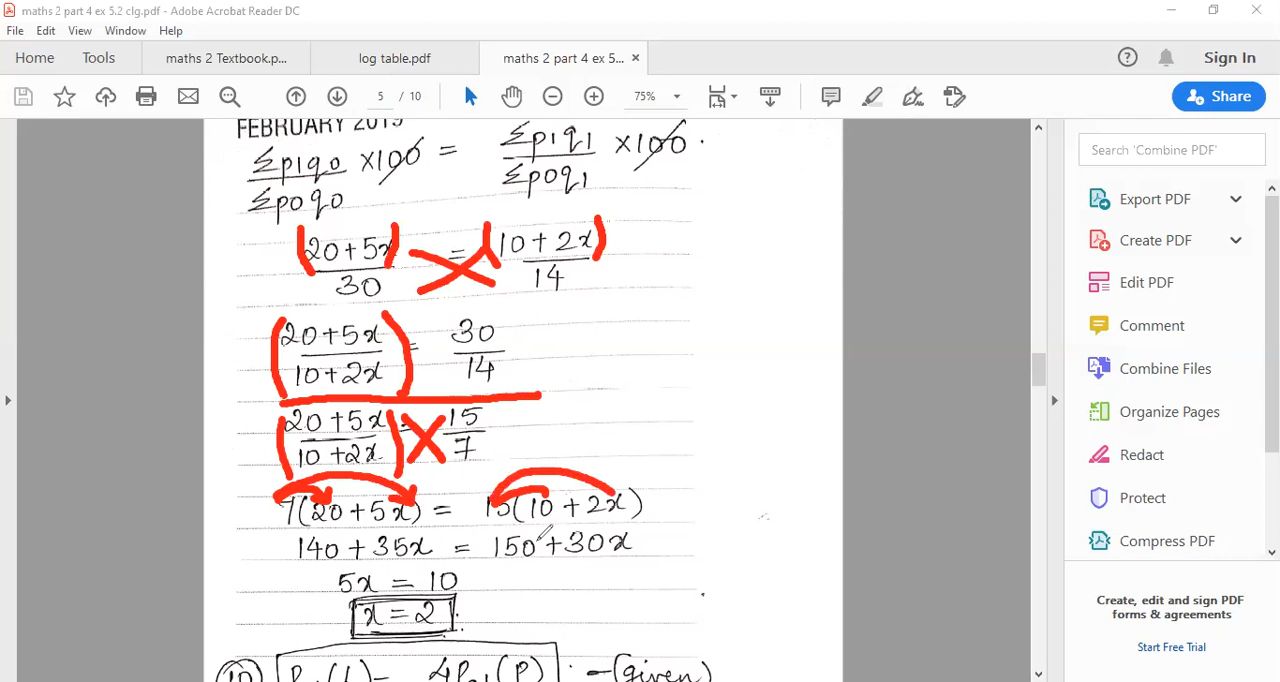 maths 2 part 4 ex 5.2 clg.pdf - Adobe Acrobat Reader DC
File Edit View Window Help
Home Tools maths 2 Textbook.p... log table.pdf maths 2 part 4 ex 5... ×
Sign In
5 / 10 75% Share
FEBRUARY 2019
Σp1q0/Σp0q0 ×100 = Σp1q1/Σp0q1 ×100 .
(20+5x)/30 = (10+2x)/14
(20+5x)/(10+2x) = 30/14
(20+5x)/(10+2x) = 15/7
7(20+5x) = 15(10+2x)
140+35x = 150+30x
5x = 10
x = 2
(given)
Search 'Combine PDF'
Export PDF
Create PDF
Edit PDF
Comment
Combine Files
Organize Pages
Redact
Protect
Compress PDF
Create, edit and sign PDF
forms & agreements
Start Free Trial